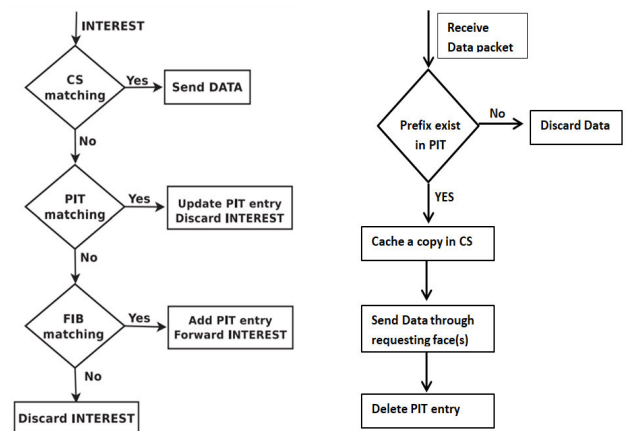 INTEREST
CS
matching
Yes
Send DATA
No
PIT
matching
Yes
Update PIT entry
Discard INTEREST
No
FIB
matching
Yes
Add PIT entry
Forward INTEREST
No
Discard INTEREST
Receive
Data packet
Prefix exist
in PIT
No
Discard Data
YES
Cache a copy in CS
Send Data through
requesting face(s)
Delete PIT entry